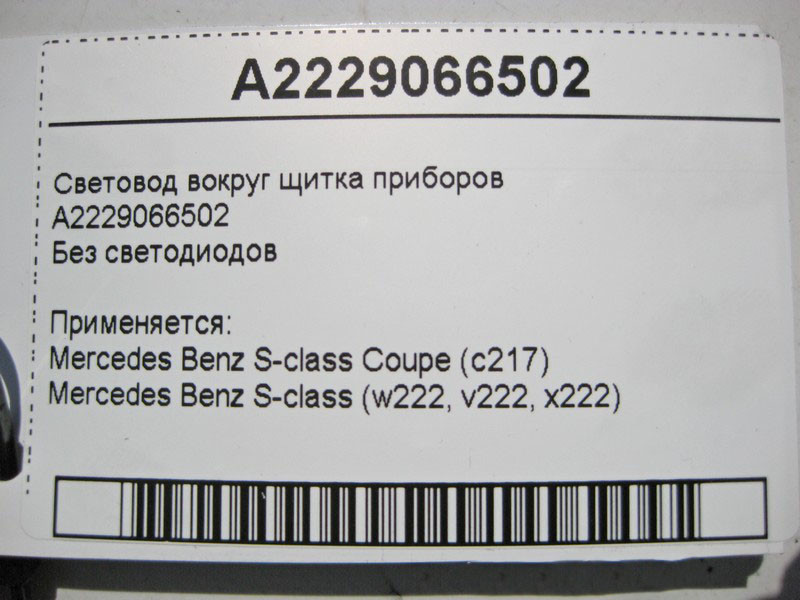 A2229066502
Световод вокруг щитка приборов
A2229066502
Без светодиодов
Применяется:
Mercedes Benz S-class Coupe (c217)
Mercedes Benz S-class (w222, v222, x222)